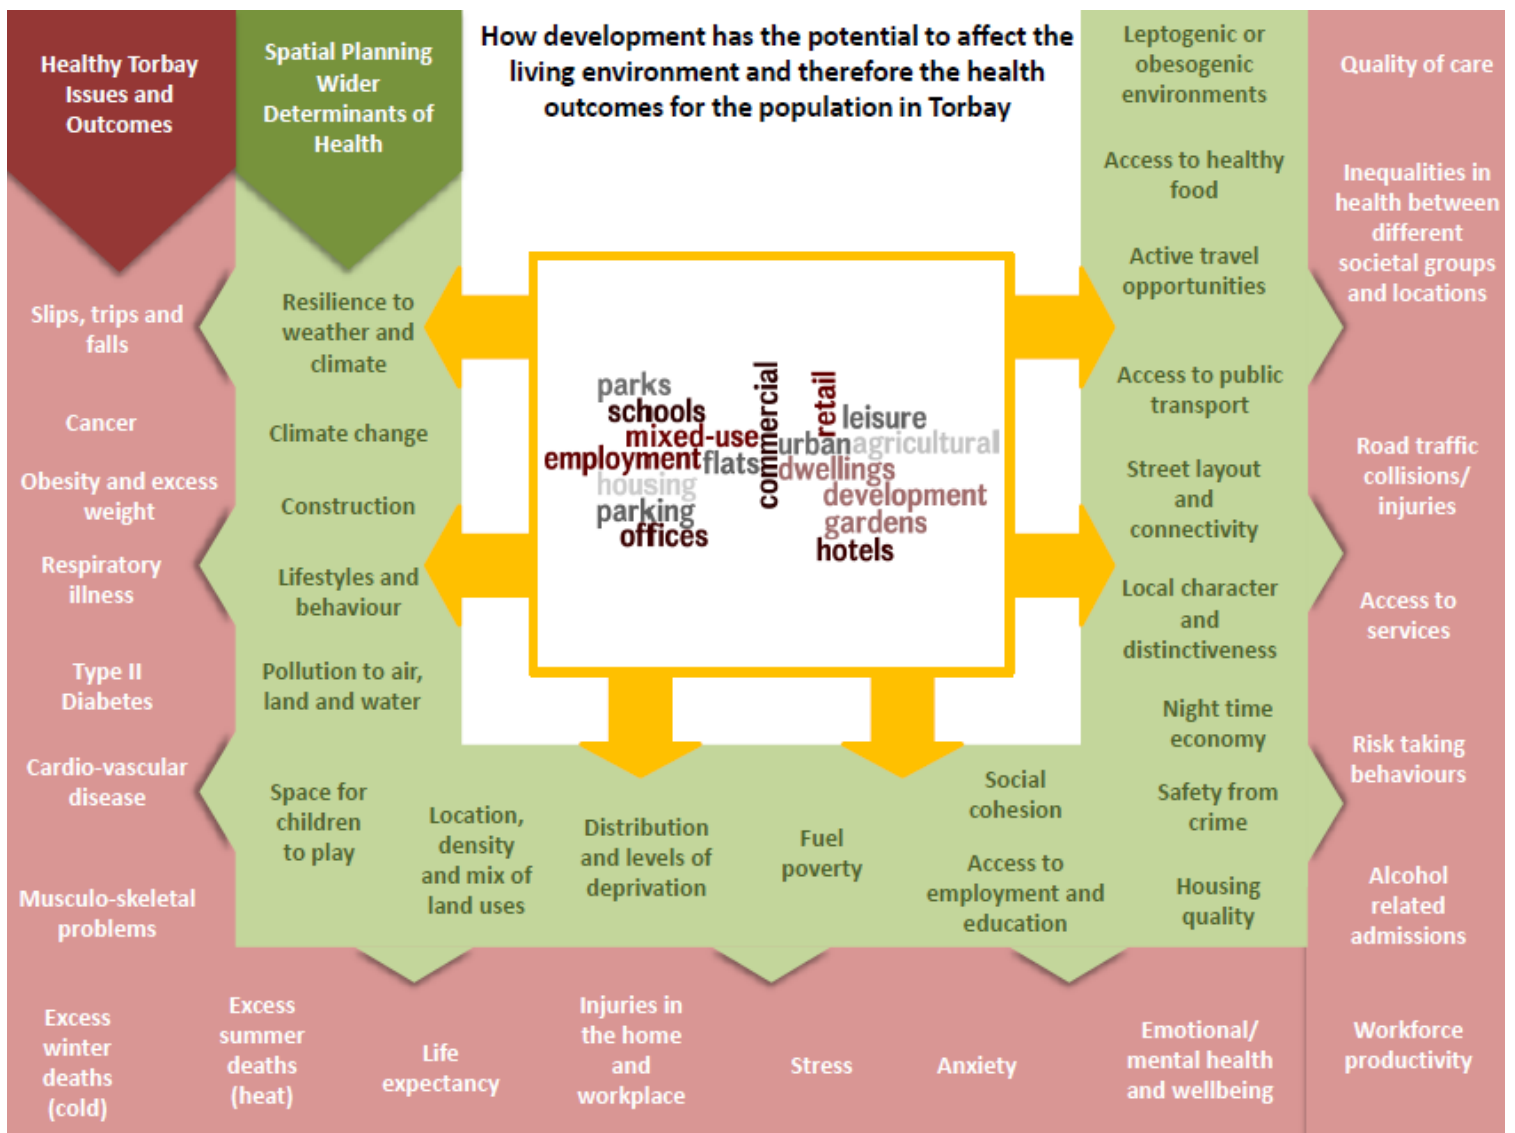 Healthy Torbay
Issues and
Outcomes
Spatial Planning
Wider
Determinants of
Health
How development has the potential to affect the
living environment and therefore the health
outcomes for the population in Torbay
Leptogenic or
obesogenic
environments
Access to healthy
food
Active travel
opportunities
Access to public
transport
Street layout
and
connectivity
Local character
and
distinctiveness
Night time
economy
Safety from
crime
Housing
quality
Quality of care
Inequalities in
health between
different
societal groups
and locations
Road traffic
collisions/
injuries
Access to
services
Risk taking
behaviours
Alcohol
related
admissions
Workforce
productivity
Slips, trips and
falls
Cancer
Obesity and excess
weight
Respiratory
illness
Type II
Diabetes
Cardio-vascular
disease
Musculo-skeletal
problems
Excess
winter
deaths
(cold)
Resilience to
weather and
climate
Climate change
Construction
Lifestyles and
behaviour
Pollution to air,
land and water
Space for
children
to play
parks
schools
mixed-use
employment
flats
housing
parking
offices
commercial
retail
leisure
urban
agricultural
dwellings
development
gardens
hotels
Location,
density
and mix of
land uses
Distribution
and levels of
deprivation
Fuel
poverty
Social
cohesion
Access to
employment and
education
Excess
summer
deaths
(heat)
Life
expectancy
Injuries in
the home
and
workplace
Stress
Anxiety
Emotional/
mental health
and wellbeing